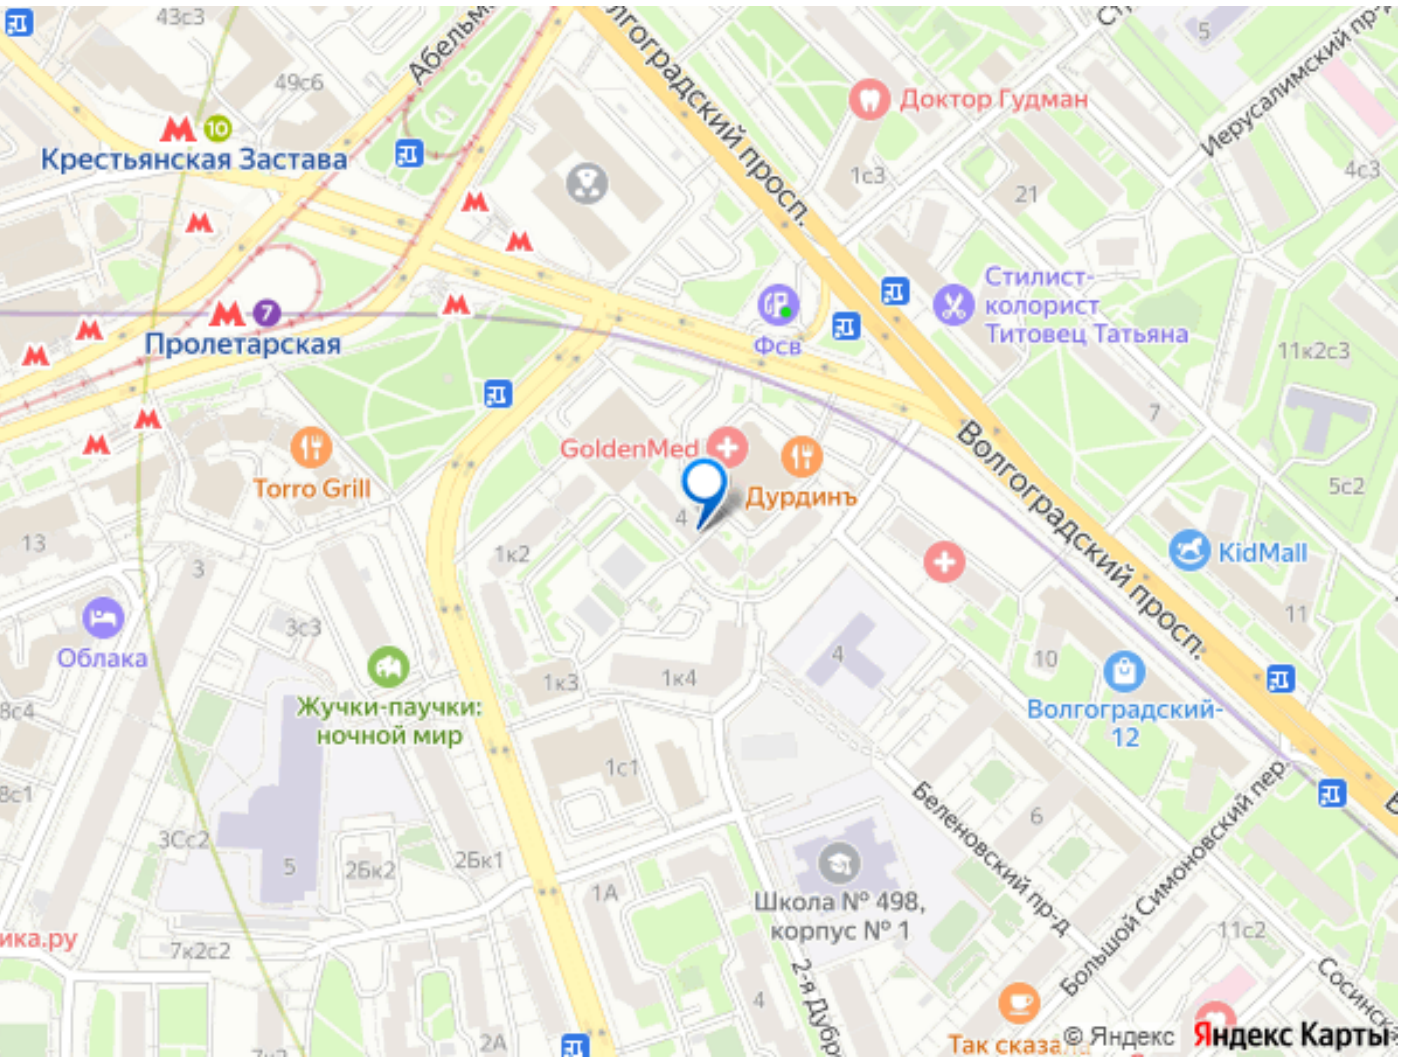 43с3
Абельм
49с6
10
Крестьянская Застава
7
Пролетарская
Волгоградский просп.
Доктор Гудман
1с3
21
5
Иерусалимский пр-
4с3
Стилист-
колорист
Титовец Татьяна
11к2с3
7
5с2
Фсв
GoldenMed
Дурдинъ
4
Torro Grill
13
3
1к2
Волгоградский просп.
KidMall
11
Облака
3с3
Жучки-паучки:
ночной мир
1к3
1к4
4
10
Волгоградский-
12
8с4
8с1
3Сс2
5
2Бк2
2Бк1
1с1
1А
Школа № 498,
корпус № 1
Беленовский пр-д
6
Большой Симоновский пер.
11с2
Сосинск
ика.ру
7к2с2
2А
4
2-я Дубр
Так сказа
© Яндекс
Яндекс Карты